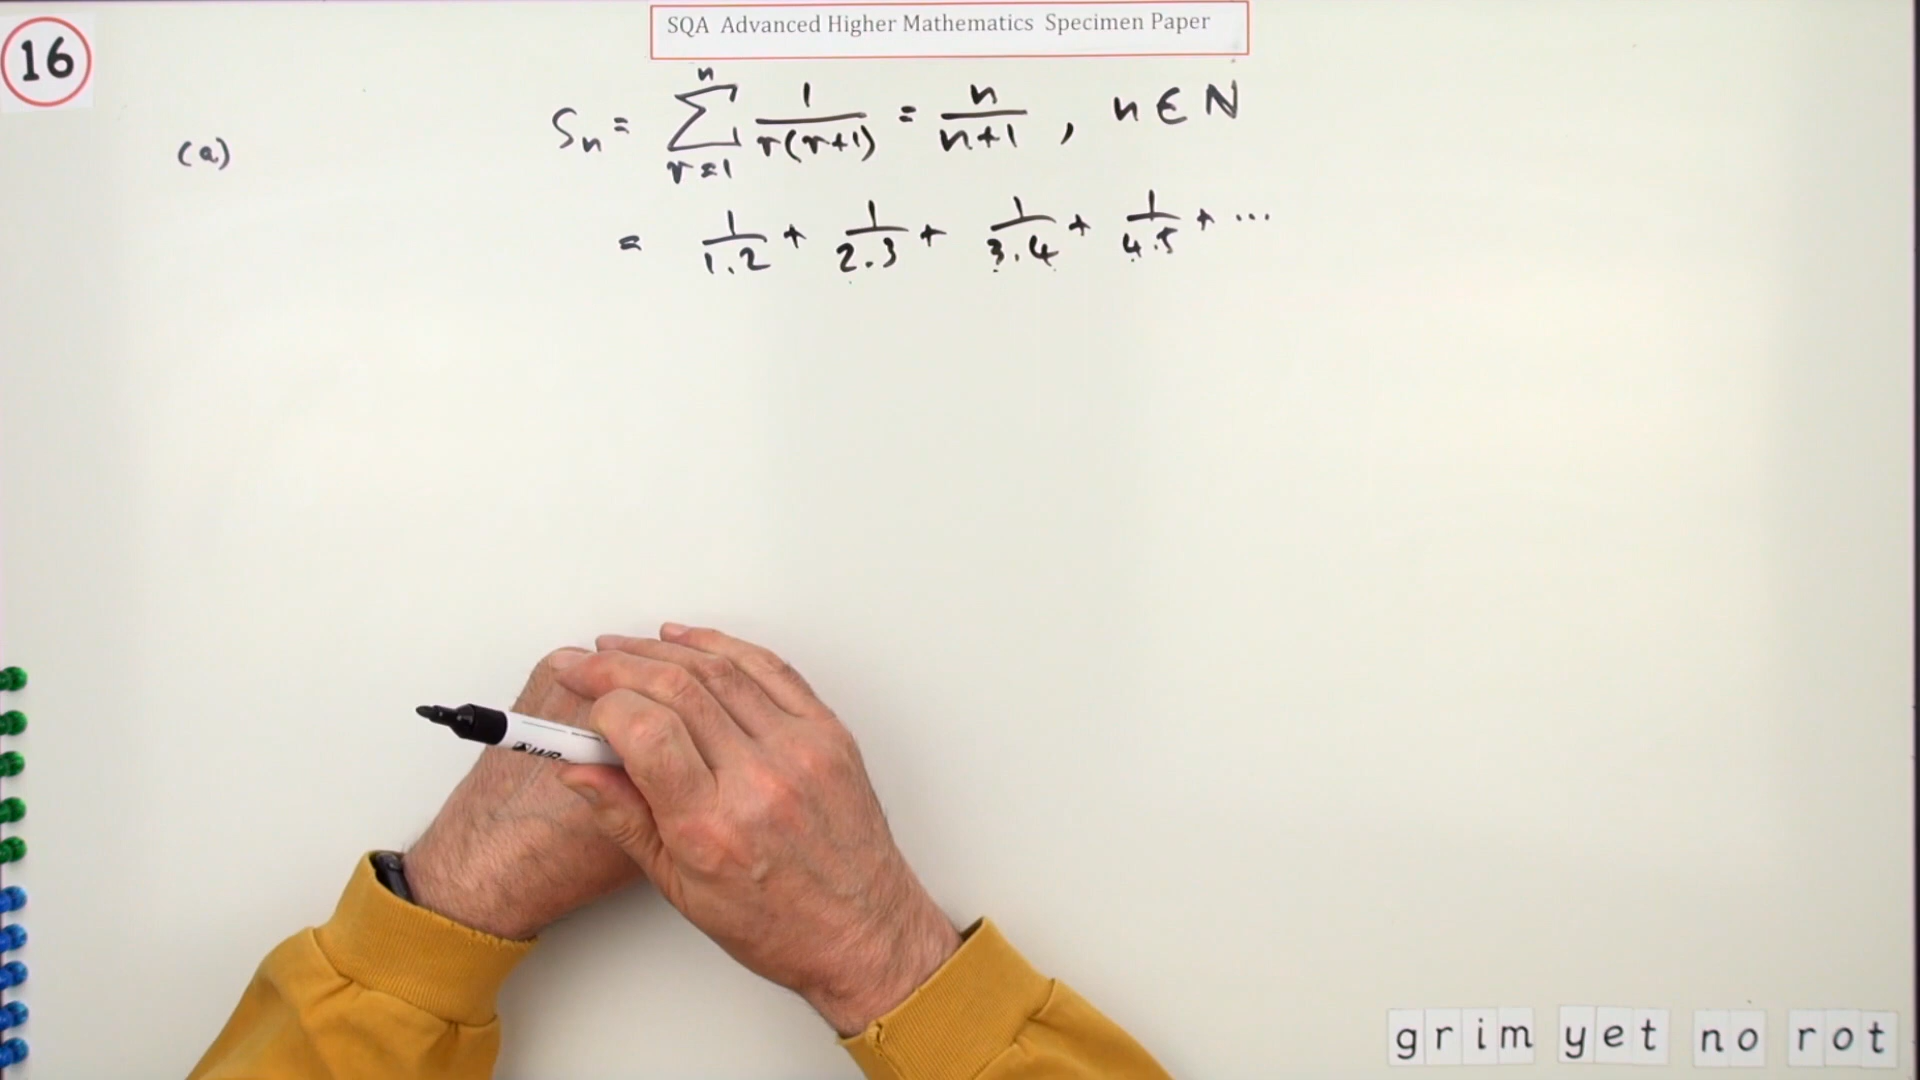 SQA Advanced Higher Mathematics Specimen Paper
16
(a)
Sₙ = ∑ⁿᵣ₌₁ 1/r(r+1) = n/n+1 , n ∈ ℕ
= 1/1.2 + 1/2.3 + 1/3.4 + 1/4.5 + ...
grim yet no rot